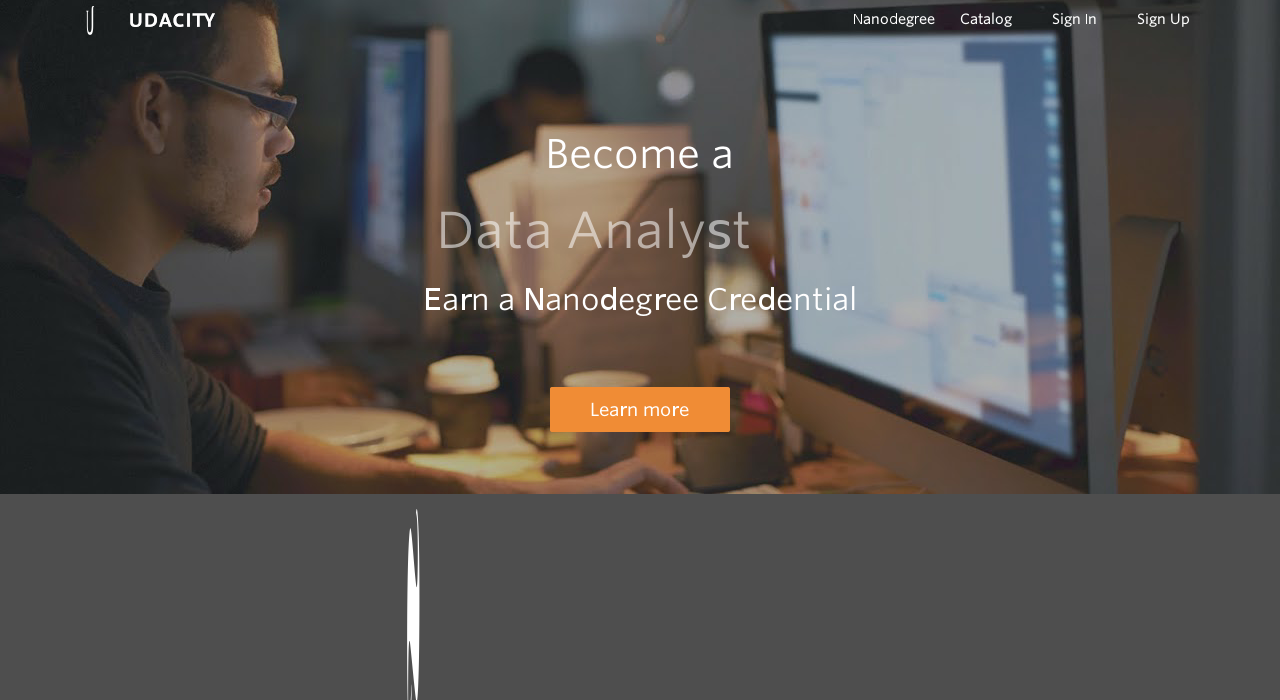 UDACITY
Nanodegree Catalog Sign In Sign Up
Become a
Data Analyst
Earn a Nanodegree Credential
Learn more